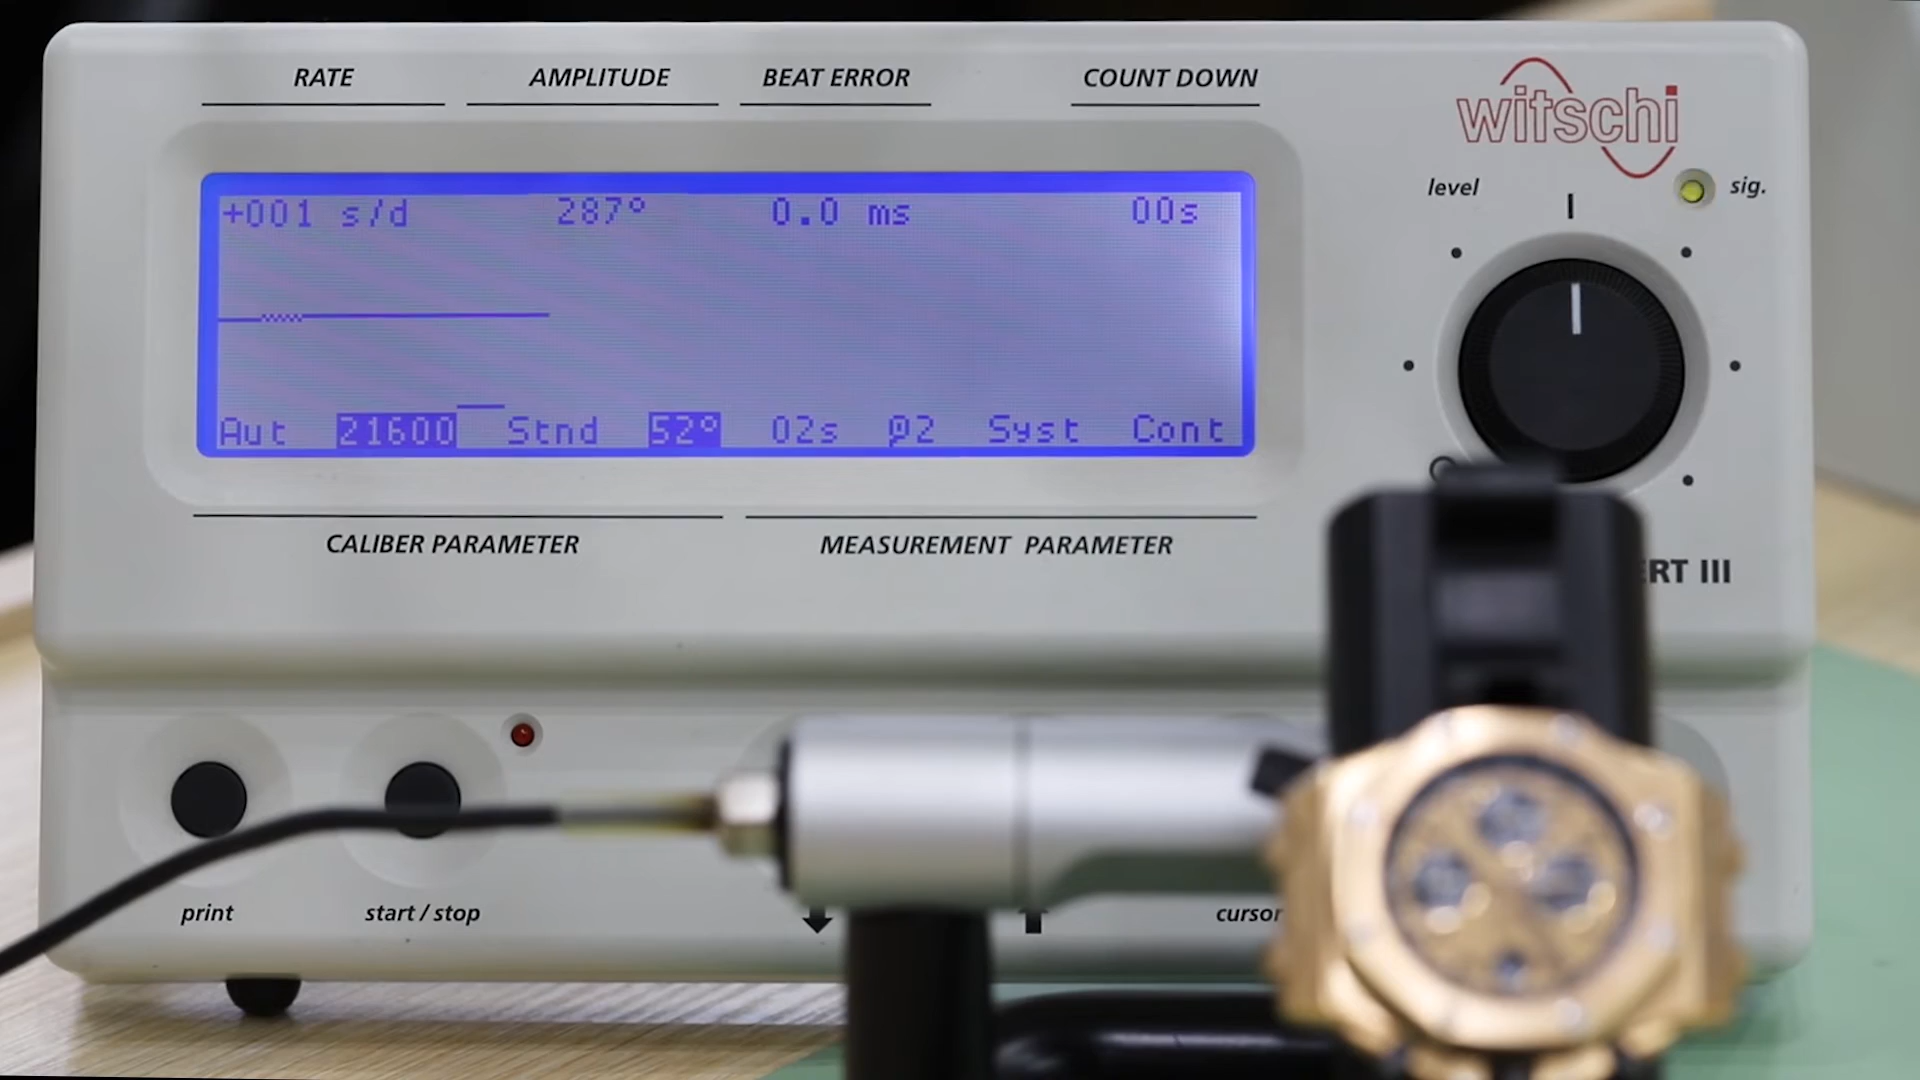 RATE AMPLITUDE BEAT ERROR COUNT DOWN
witschi
level sig.
+001 s/d 287° 0.0 ms 00s
Aut 21600 Stnd 52° 02s @2 Syst Cont
CALIBER PARAMETER MEASUREMENT PARAMETER
ERT III
print start / stop cursor